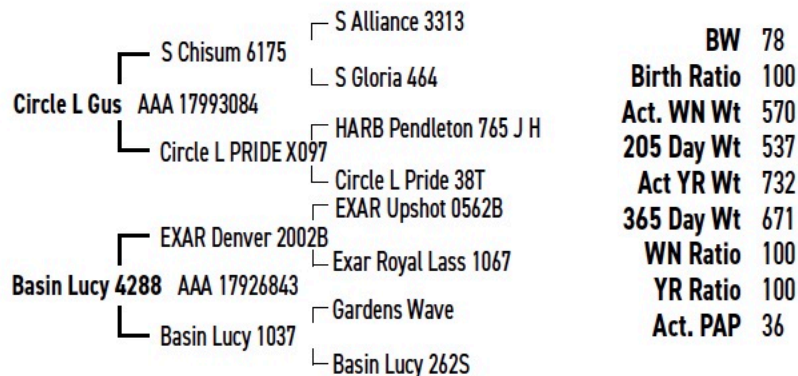 S Alliance 3313
S Chisum 6175
S Gloria 464
Circle L Gus AAA 17993084
HARB Pendleton 765 J H
Circle L PRIDE X097
Circle L Pride 38T
EXAR Upshot 0562B
EXAR Denver 2002B
Exar Royal Lass 1067
Basin Lucy 4288 AAA 17926843
Gardens Wave
Basin Lucy 1037
Basin Lucy 262S
BW 78
Birth Ratio 100
Act. WN Wt 570
205 Day Wt 537
Act YR Wt 732
365 Day Wt 671
WN Ratio 100
YR Ratio 100
Act. PAP 36